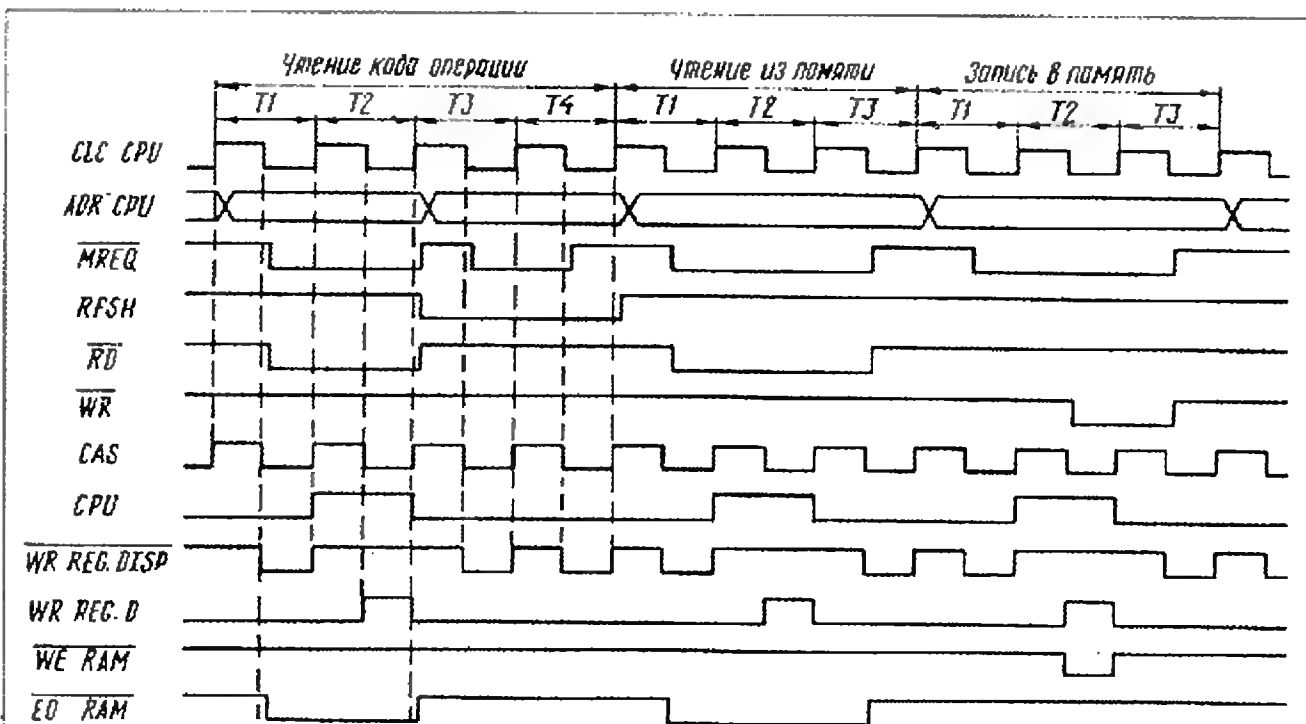 Чтение кода операции Чтение из памяти Запись в память
T1 T2 T3 T4 T1 T2 T3 T1 T2 T3
CLC CPU
ADR CPU
MREQ
RFSH
RD
WR
CAS
CPU
WR REG.DISP
WR REG.D
WE RAM
EO RAM